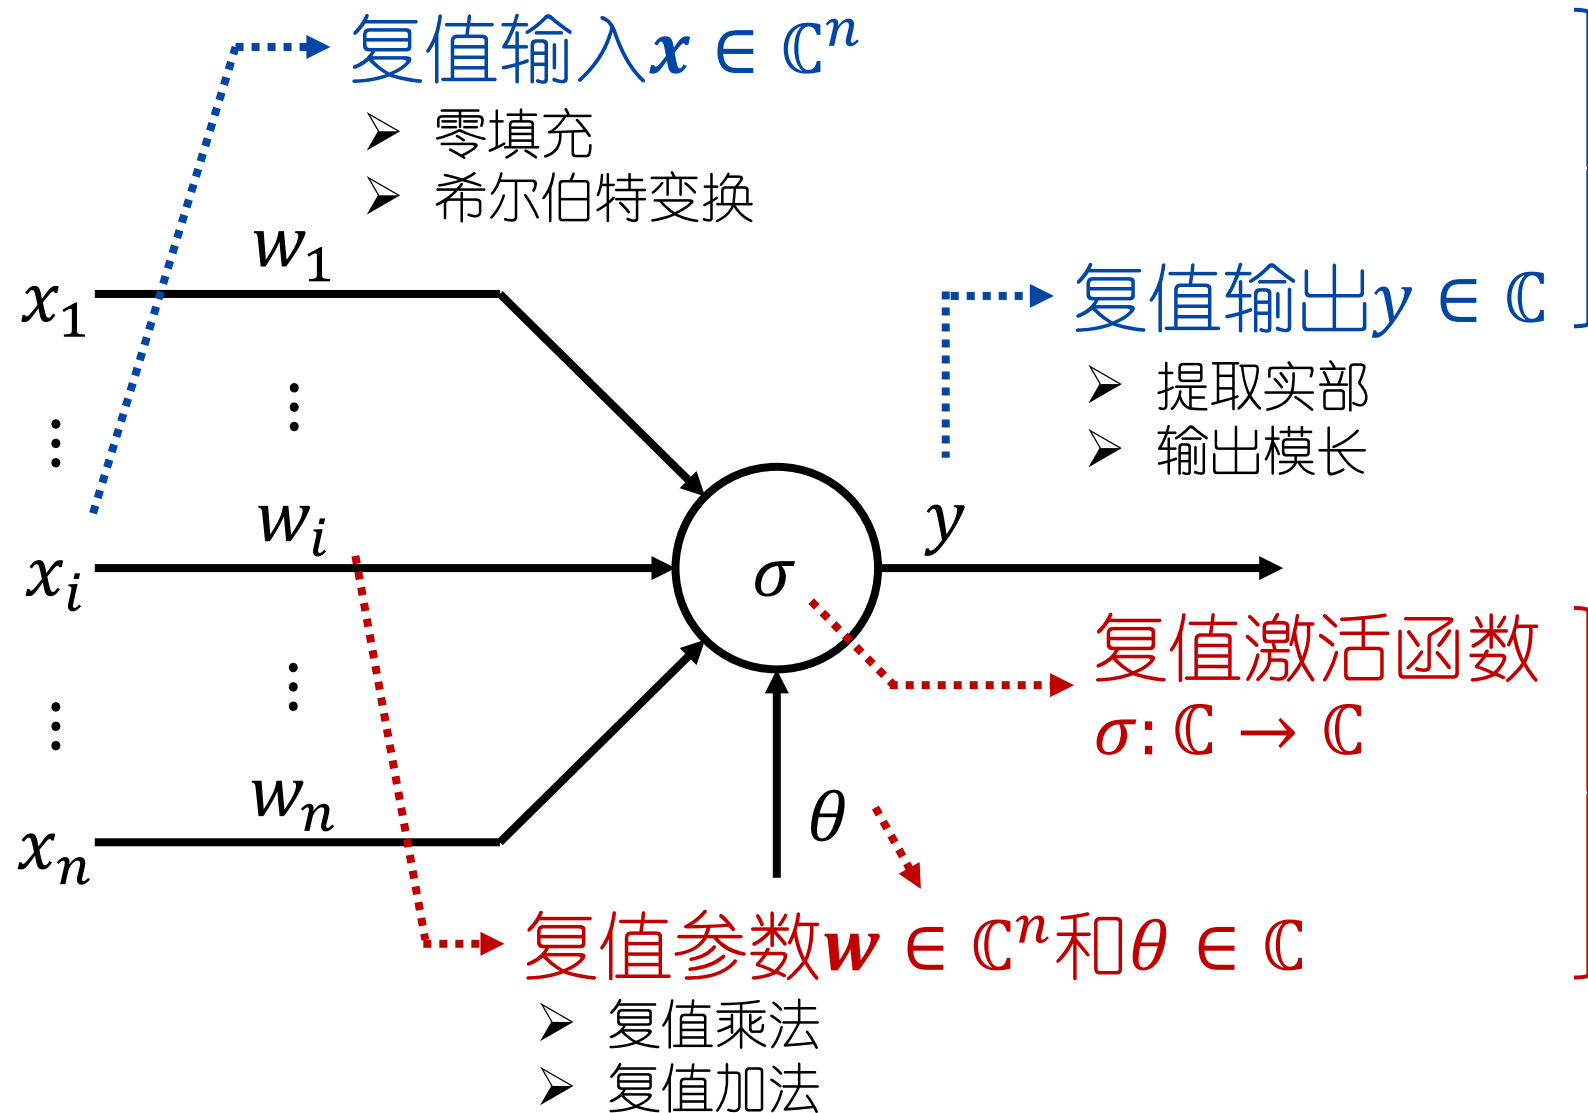 复值输入x ∈ ℂⁿ
➢ 零填充
➢ 希尔伯特变换
w₁
x₁
⋮
⋮
复值输出y ∈ ℂ
➢ 提取实部
➢ 输出模长
wᵢ
xᵢ
σ
y
⋮
⋮
复值激活函数
σ: ℂ → ℂ
wₙ
xₙ
θ
复值参数w ∈ ℂⁿ和θ ∈ ℂ
➢ 复值乘法
➢ 复值加法